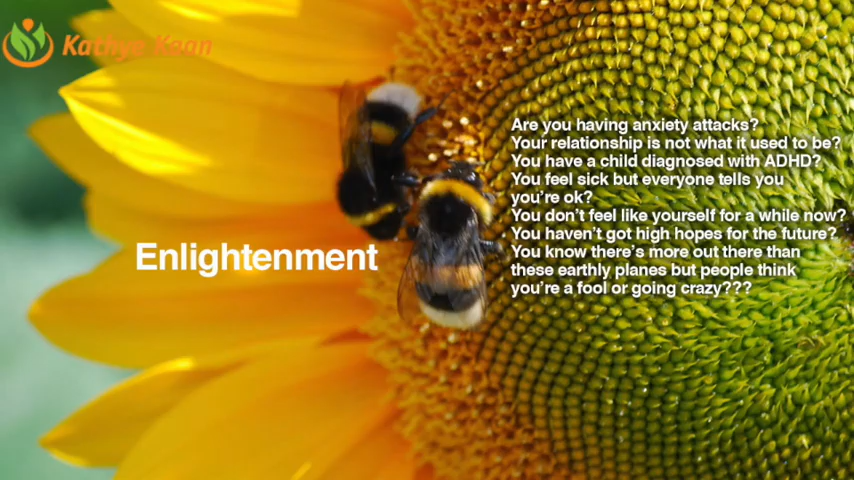 Kathye Kaan
Enlightenment
Are you having anxiety attacks?
Your relationship is not what it used to be?
You have a child diagnosed with ADHD?
You feel sick but everyone tells you
you're ok?
You don't feel like yourself for a while now?
You haven't got high hopes for the future?
You know there's more out there than
these earthly planes but people think
you're a fool or going crazy???